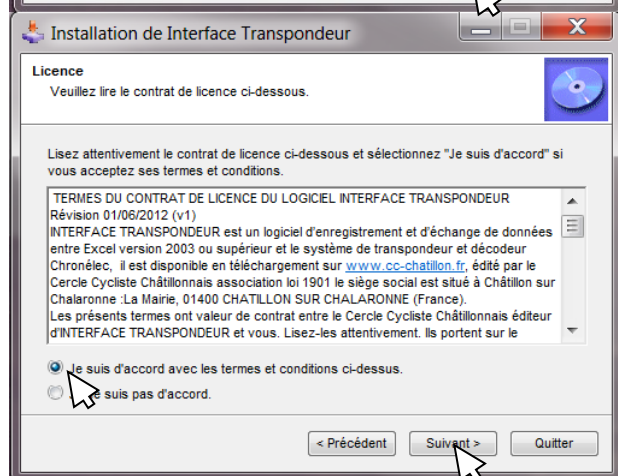 Installation de Interface Transpondeur
Licence
Veuillez lire le contrat de licence ci-dessous.
Lisez attentivement le contrat de licence ci-dessous et sélectionnez "Je suis d'accord" si
vous acceptez ses termes et conditions.
TERMES DU CONTRAT DE LICENCE DU LOGICIEL INTERFACE TRANSPONDEUR
Révision 01/06/2012 (v1)
INTERFACE TRANSPONDEUR est un logiciel d'enregistrement et d'échange de données
entre Excel version 2003 ou supérieur et le système de transpondeur et décodeur
Chronélec, il est disponible en téléchargement sur www.cc-chatillon.fr, édité par le
Cercle Cycliste Châtillonnais association loi 1901 le siège social est situé à Châtillon sur
Chalaronne :La Mairie, 01400 CHATILLON SUR CHALARONNE (France).
Les présents termes ont valeur de contrat entre le Cercle Cycliste Châtillonnais éditeur
d'INTERFACE TRANSPONDEUR et vous. Lisez-les attentivement. Ils portent sur le
Je suis d'accord avec les termes et conditions ci-dessus.
suis pas d'accord.
< Précédent Suivant > Quitter